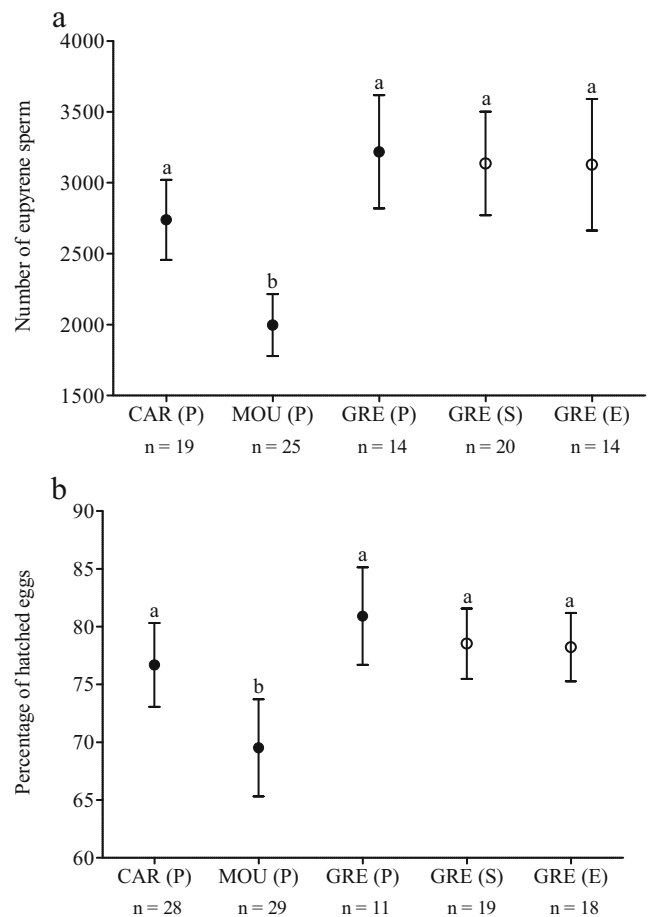 a
4000
3500
3000
2500
2000
1500
Number of eupyrene sperm
a
b
a
a
a
CAR (P) MOU (P) GRE (P) GRE (S) GRE (E)
n = 19 n = 25 n = 14 n = 20 n = 14
b
90
85
80
75
70
65
60
Percentage of hatched eggs
a
b
a
a
a
CAR (P) MOU (P) GRE (P) GRE (S) GRE (E)
n = 28 n = 29 n = 11 n = 19 n = 18